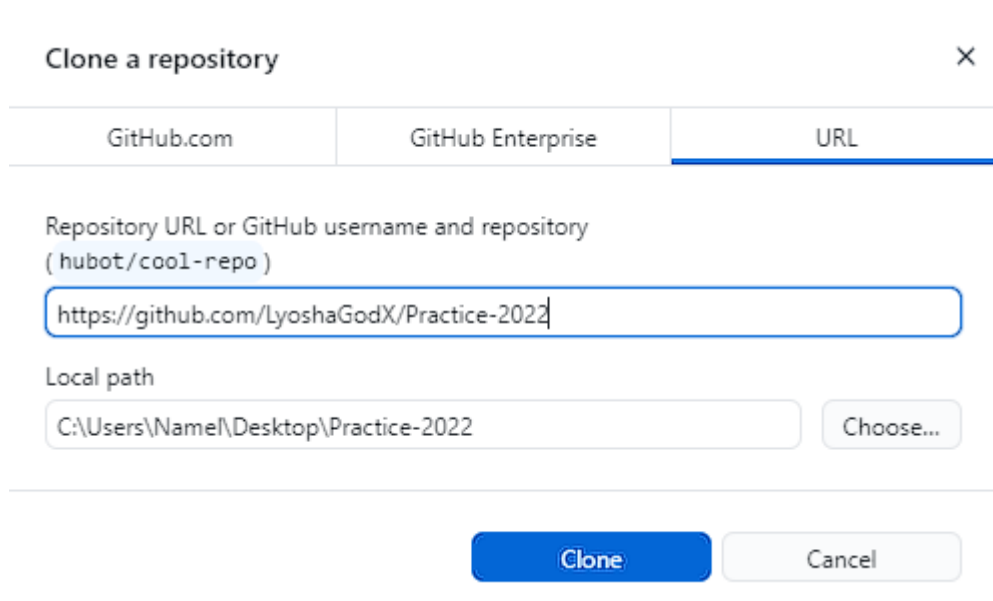 Clone a repository
GitHub.com GitHub Enterprise URL
Repository URL or GitHub username and repository
(hubot/cool-repo)
https://github.com/LyoshaGodX/Practice-2022
Local path
C:\Users\Namel\Desktop\Practice-2022 Choose...
Clone Cancel